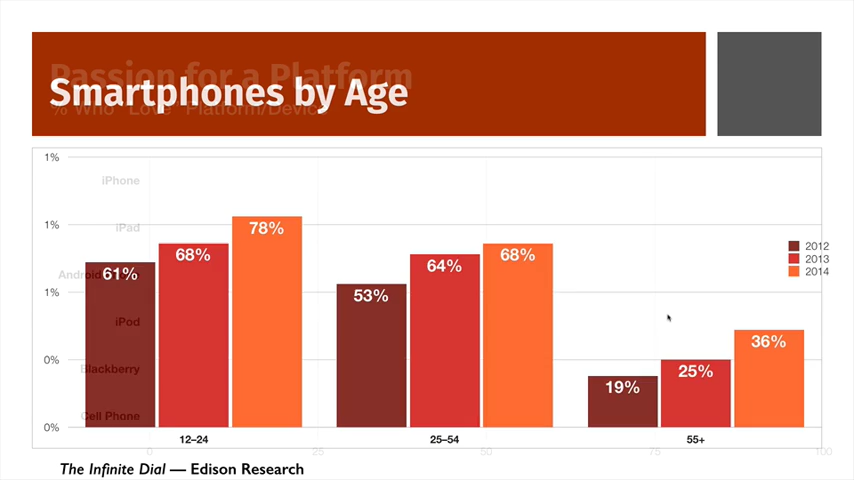 Passion for a Platform
Smartphones by Age
% Who "Love" Platform/Device
1%
iPhone
1%
iPad
78%
68%
68%
2012
64%
2013
61%
2014
Android
1%
53%
iPod
36%
0%
Blackberry
25%
19%
Cell Phone
0%
12–24
25–54
55+
0
25
50
75
100
The Infinite Dial — Edison Research